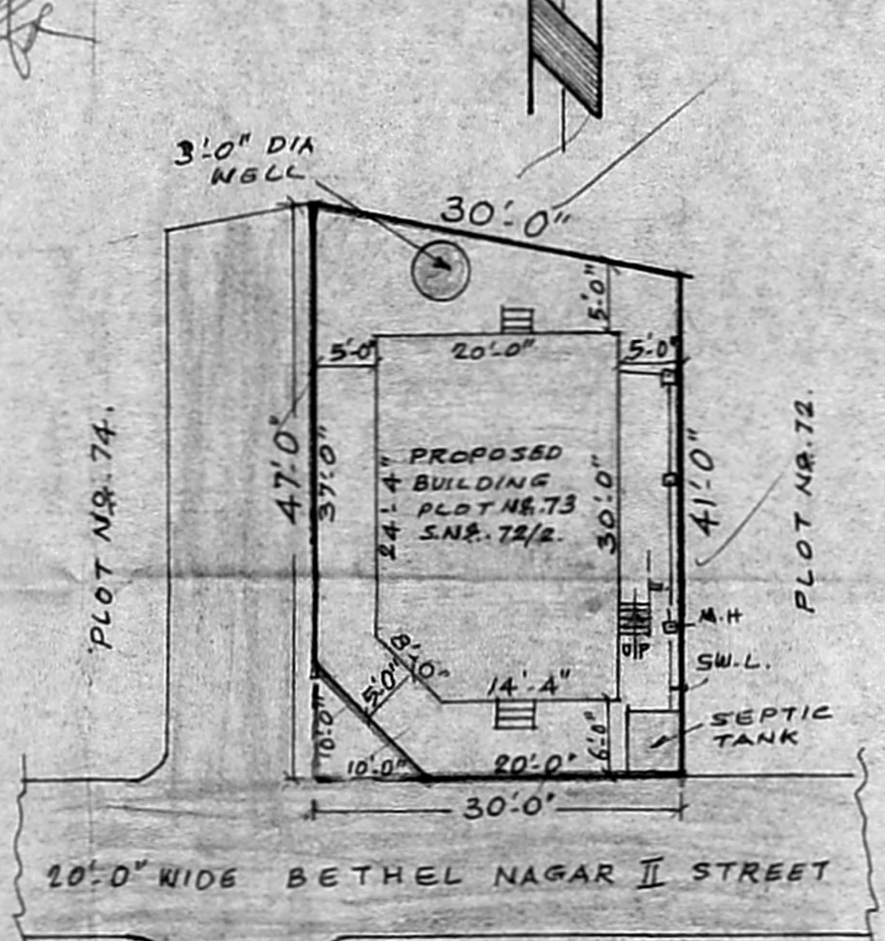 3'-0" DIA
WELL
30'-0"
5'-0"
5'-0"
20'-0"
5'-0"
47'-0"
37'-0"
24'-4"
PROPOSED
BUILDING
PLOT Nº.73
S.Nº.72/2.
30'-0"
41'-0"
PLOT Nº.74.
PLOT Nº.72.
8'-0"
5'-0"
M.H
UP
SW.L.
14'-4"
6'-0"
SEPTIC
TANK
10'-0"
10'-0"
20'-0"
30'-0"
20'-0" WIDE BETHEL NAGAR II STREET